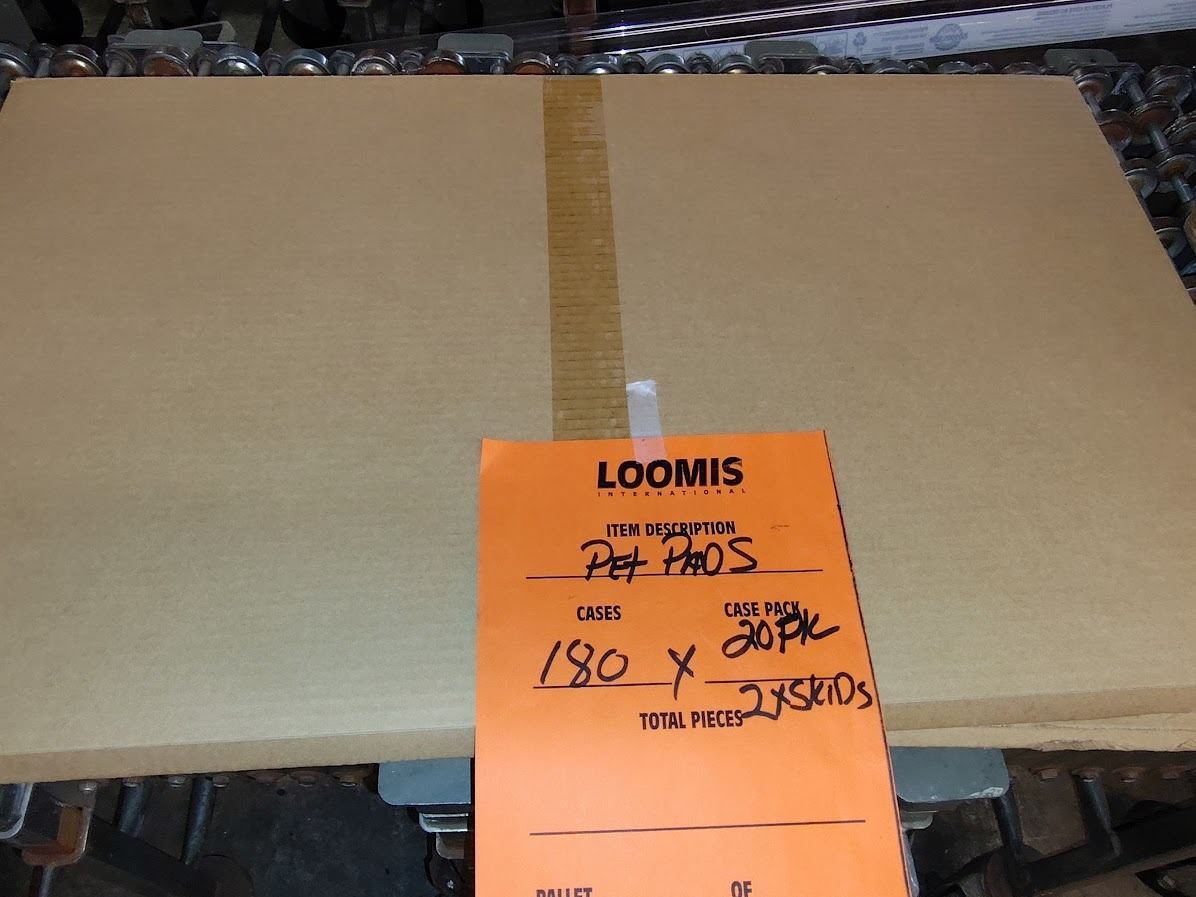 LOOMIS
INTERNATIONAL
ITEM DESCRIPTION
PEt PADS
CASES CASE PACK
180 X 20PK
2XSKIDS
TOTAL PIECES
PALLET OF